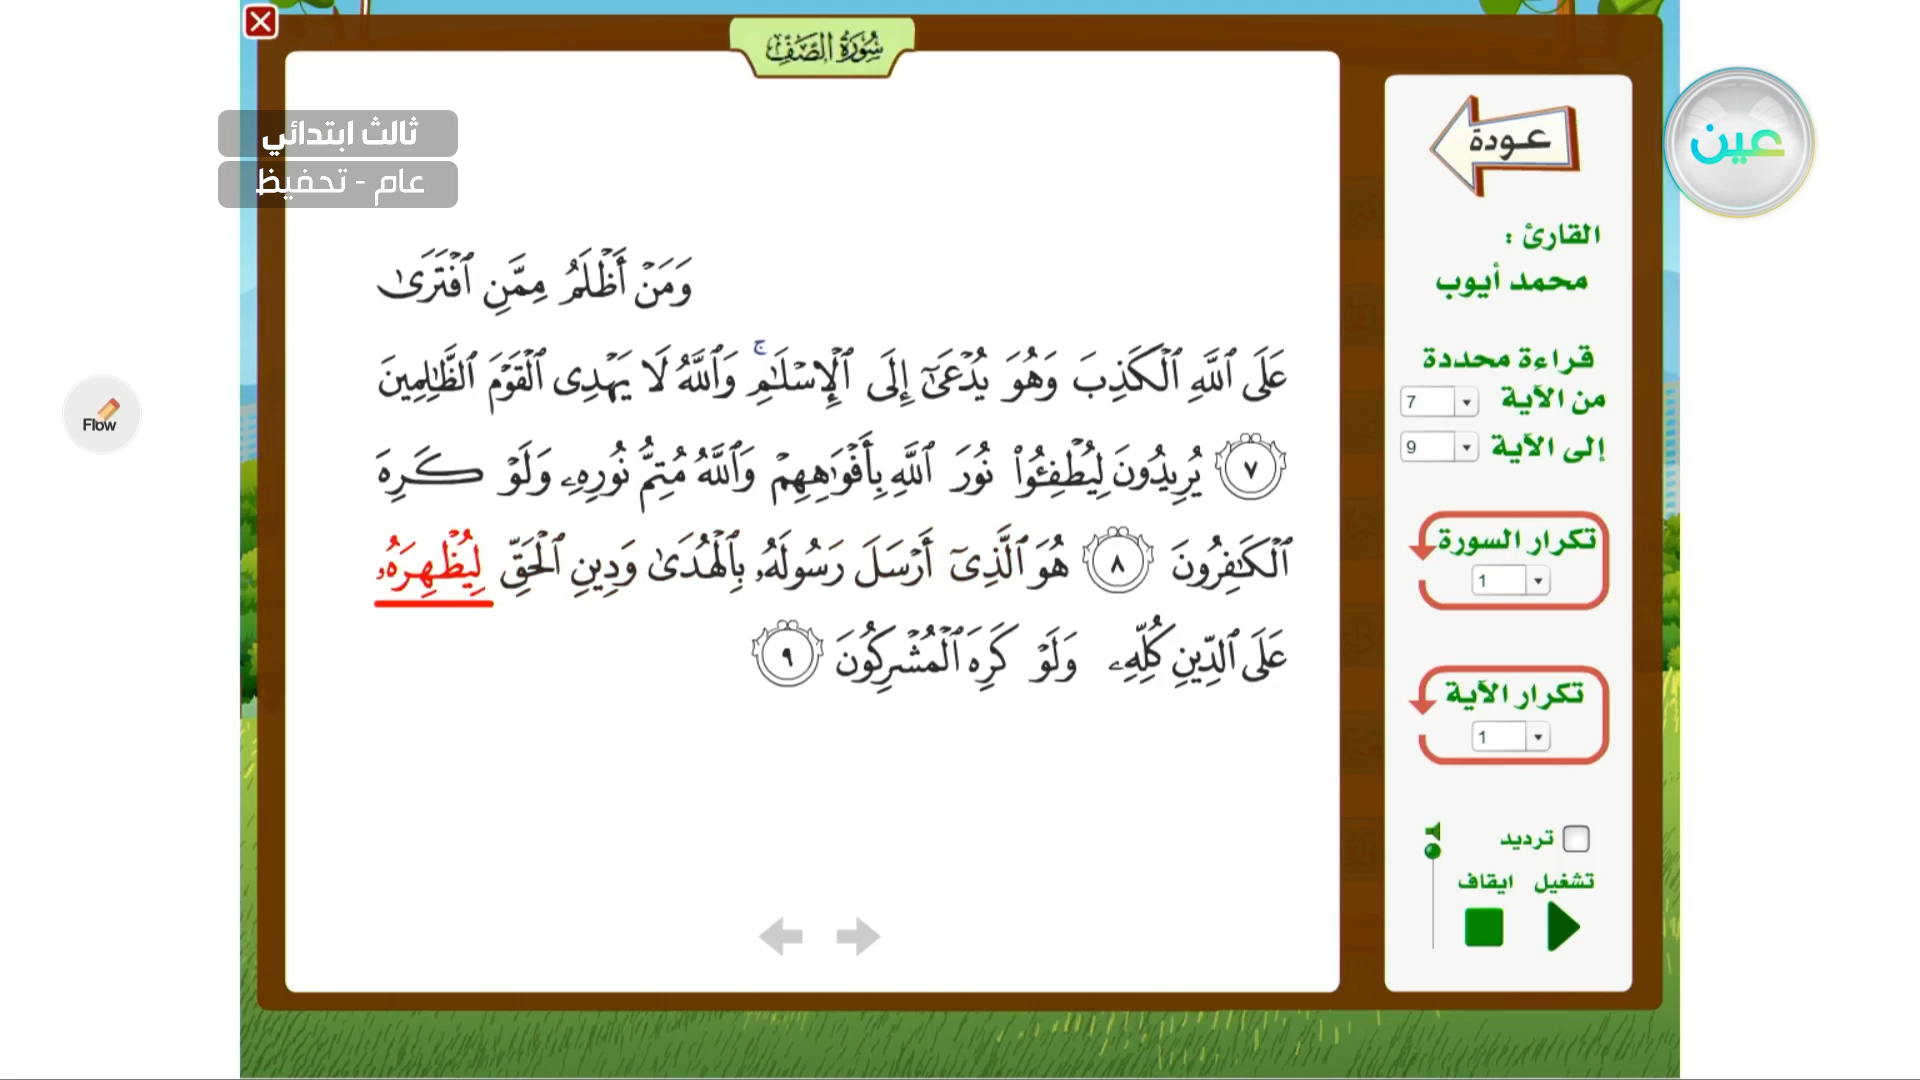 سُورَةُ الصَّفِّ
ثالث ابتدائي
عام - تحفيظ
عين
Flow
وَمَنْ أَظْلَمُ مِمَّنِ ٱفْتَرَىٰ
عَلَى ٱللَّهِ ٱلْكَذِبَ وَهُوَ يُدْعَىٰٓ إِلَى ٱلْإِسْلَٰمِ ۚ وَٱللَّهُ لَا يَهْدِى ٱلْقَوْمَ ٱلظَّٰلِمِينَ
٧ يُرِيدُونَ لِيُطْفِـُٔوا۟ نُورَ ٱللَّهِ بِأَفْوَٰهِهِمْ وَٱللَّهُ مُتِمُّ نُورِهِۦ وَلَوْ كَرِهَ
ٱلْكَٰفِرُونَ ٨ هُوَ ٱلَّذِىٓ أَرْسَلَ رَسُولَهُۥ بِٱلْهُدَىٰ وَدِينِ ٱلْحَقِّ لِيُظْهِرَهُۥ
عَلَى ٱلدِّينِ كُلِّهِۦ وَلَوْ كَرِهَ ٱلْمُشْرِكُونَ ٩
عودة
القارئ :
محمد أيوب
قراءة محددة
من الآية 7
إلى الآية 9
تكرار السورة
1
تكرار الآية
1
ترديد
تشغيل ايقاف